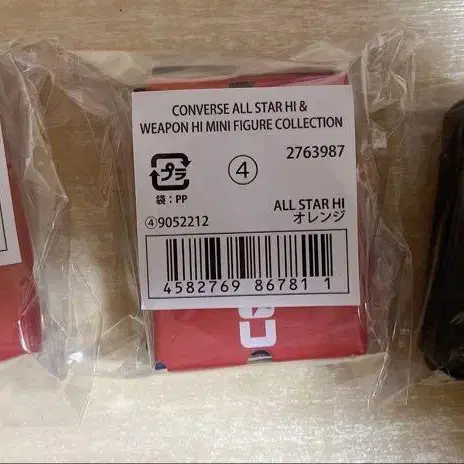 CONVERSE ALL STAR HI &
WEAPON HI MINI FIGURE COLLECTION
2763987
プラ
④
袋：PP
ALL STAR HI
④9052212
オレンジ
4582769 86781 1